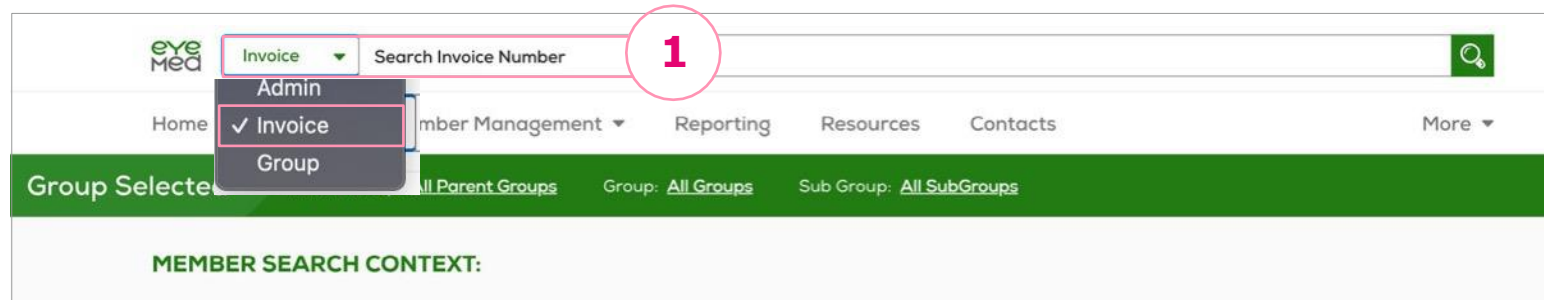 eye
med
Invoice Search Invoice Number 1
Admin
✓ Invoice
Group
Home mber Management Reporting Resources Contacts More
Group Selecte All Parent Groups Group: All Groups Sub Group: All SubGroups
MEMBER SEARCH CONTEXT: